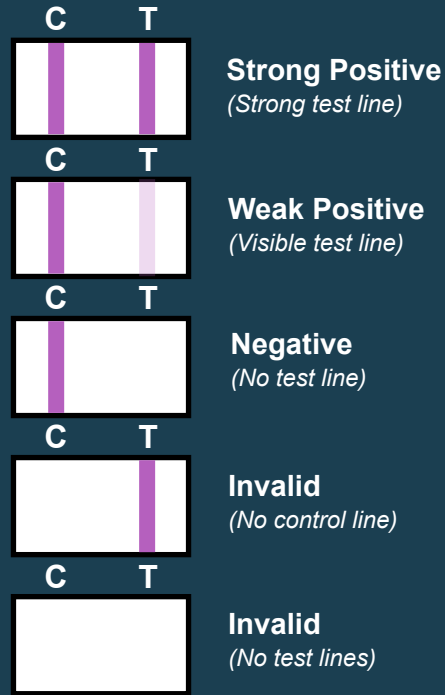 C T
Strong Positive
(Strong test line)
C T
Weak Positive
(Visible test line)
C T
Negative
(No test line)
C T
Invalid
(No control line)
C T
Invalid
(No test lines)